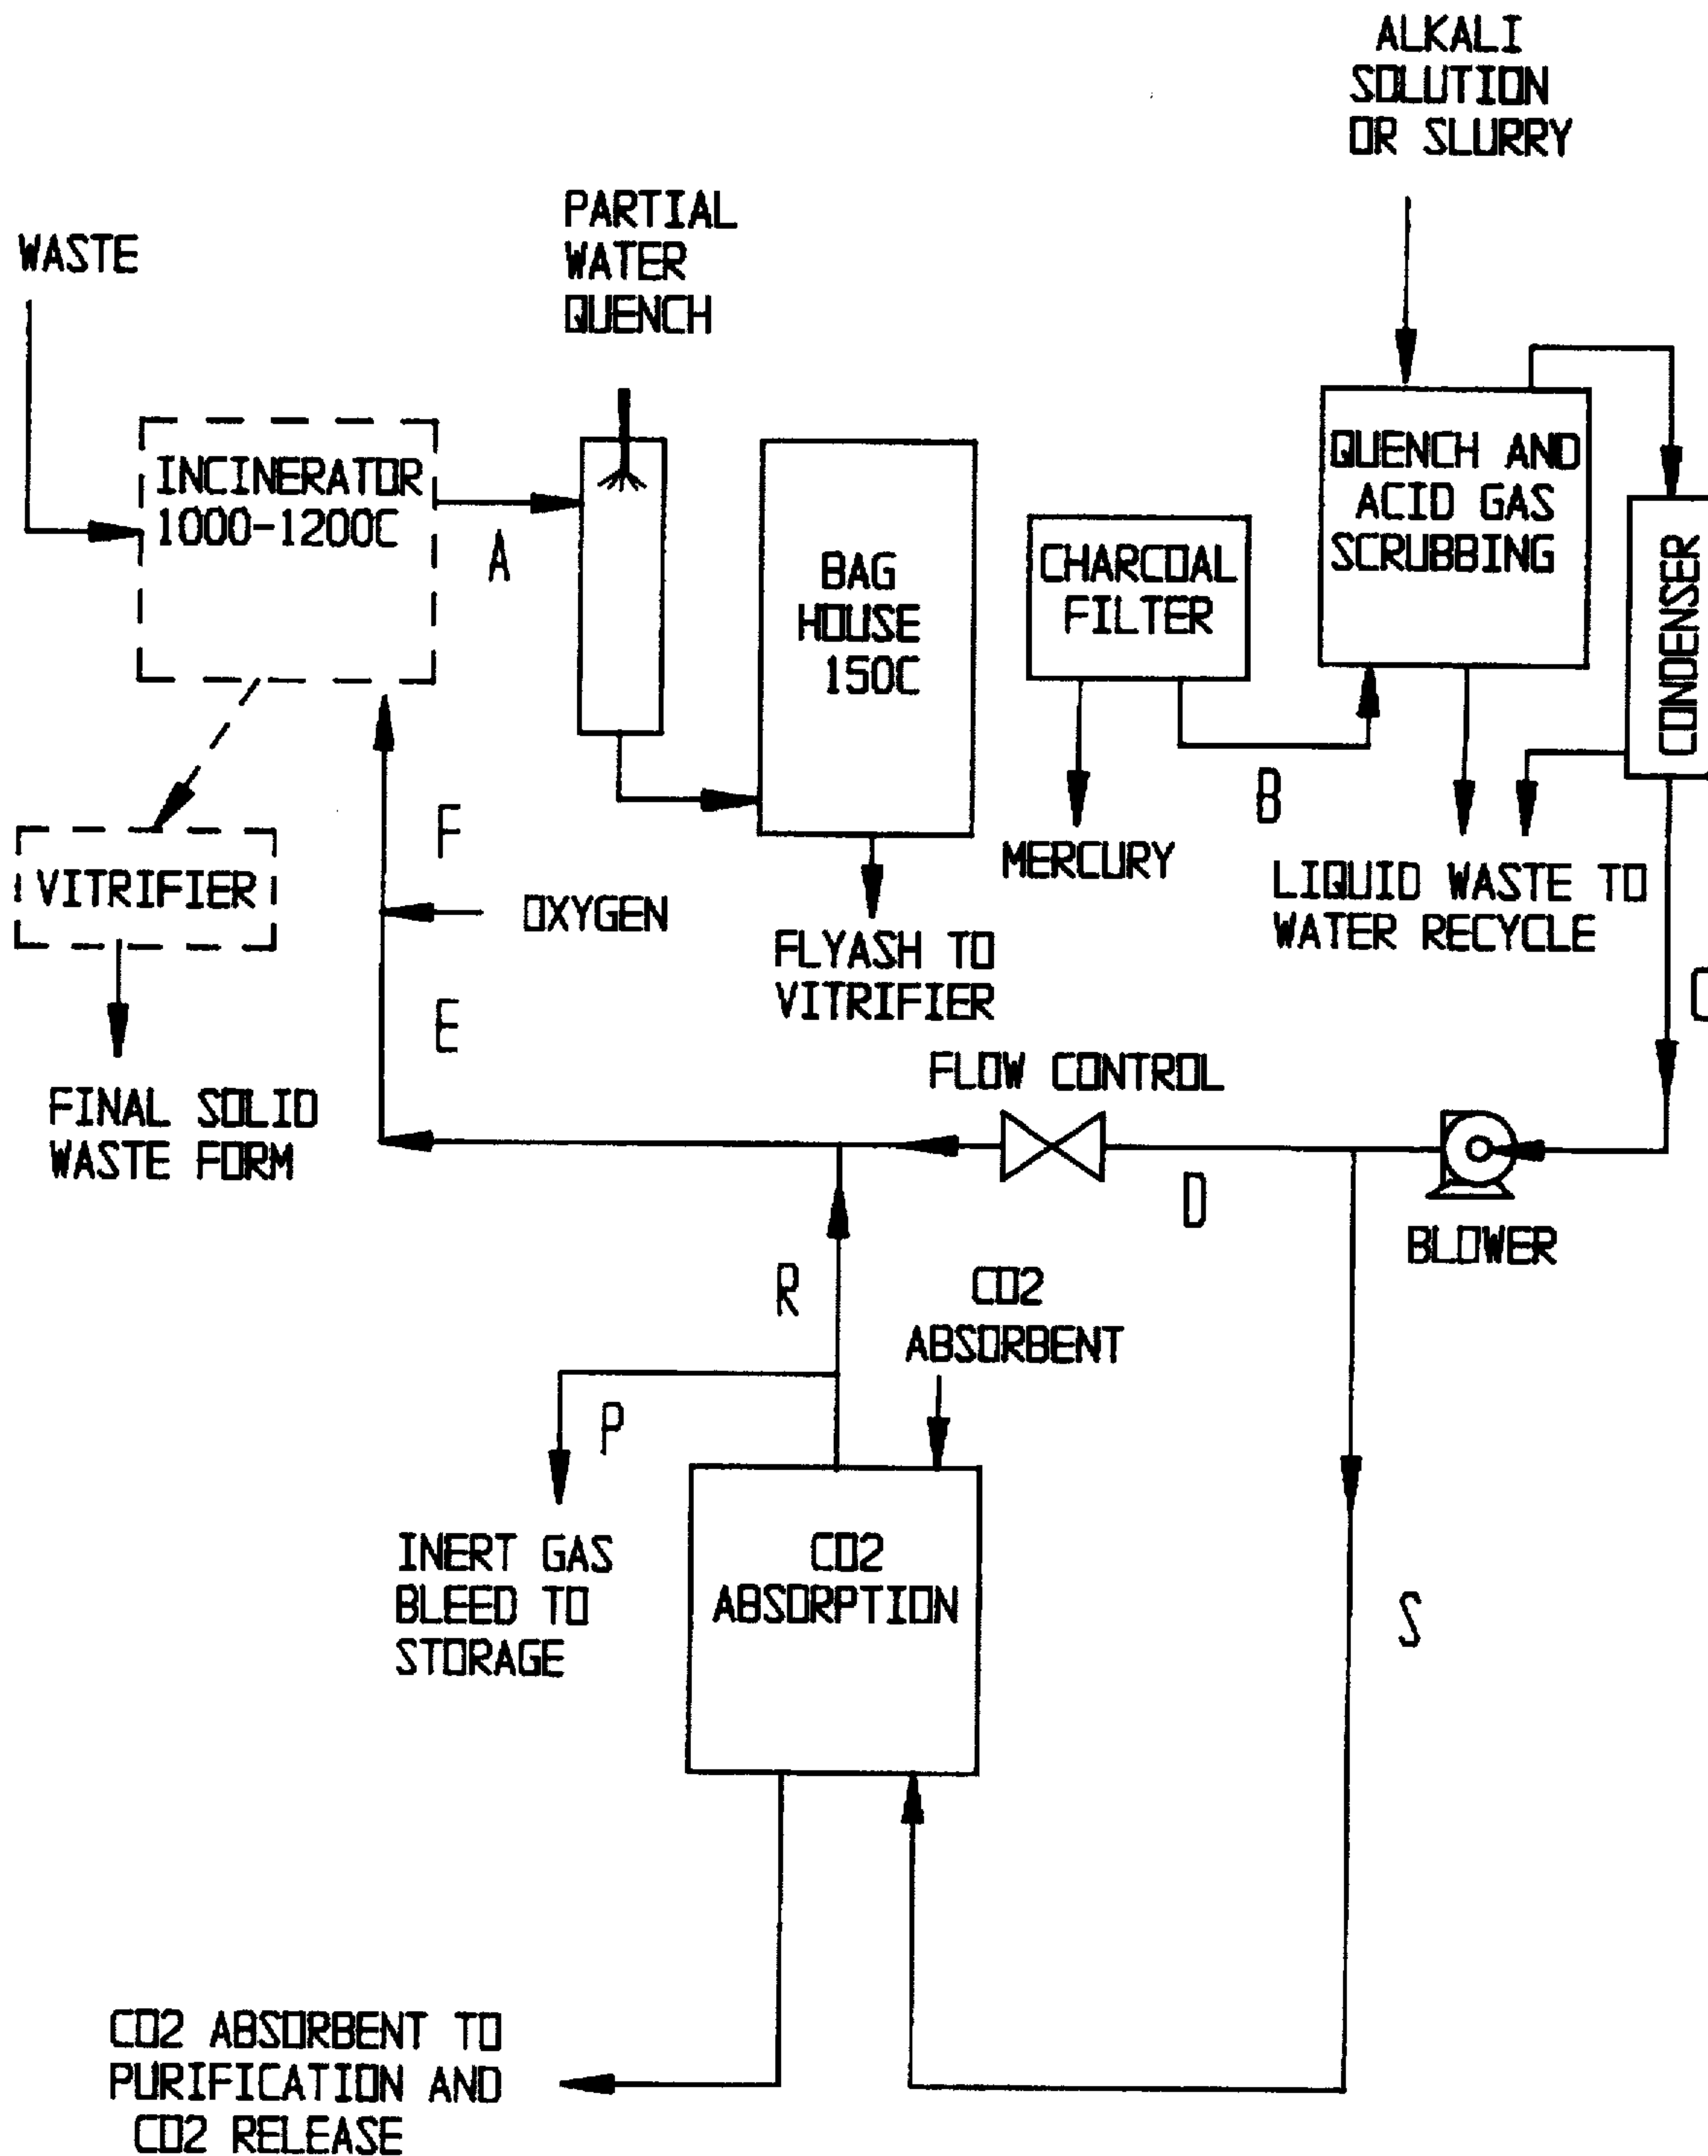 ALKALI
SOLUTION
OR SLURRY
PARTIAL
WATER
QUENCH
WASTE
INCINERATOR
1000-1200C
A
BAG
HOUSE
150C
CHARCOAL
FILTER
QUENCH AND
ACID GAS
SCRUBBING
CONDENSER
B
MERCURY
LIQUID WASTE TO
WATER RECYCLE
F
VITRIFIER
OXYGEN
FLYASH TO
VITRIFIER
E
C
FINAL SOLID
WASTE FORM
FLOW CONTROL
D
BLOWER
R
CO2
ABSORBENT
P
INERT GAS
BLEED TO
STORAGE
CO2
ABSORPTION
S
CO2 ABSORBENT TO
PURIFICATION AND
CO2 RELEASE